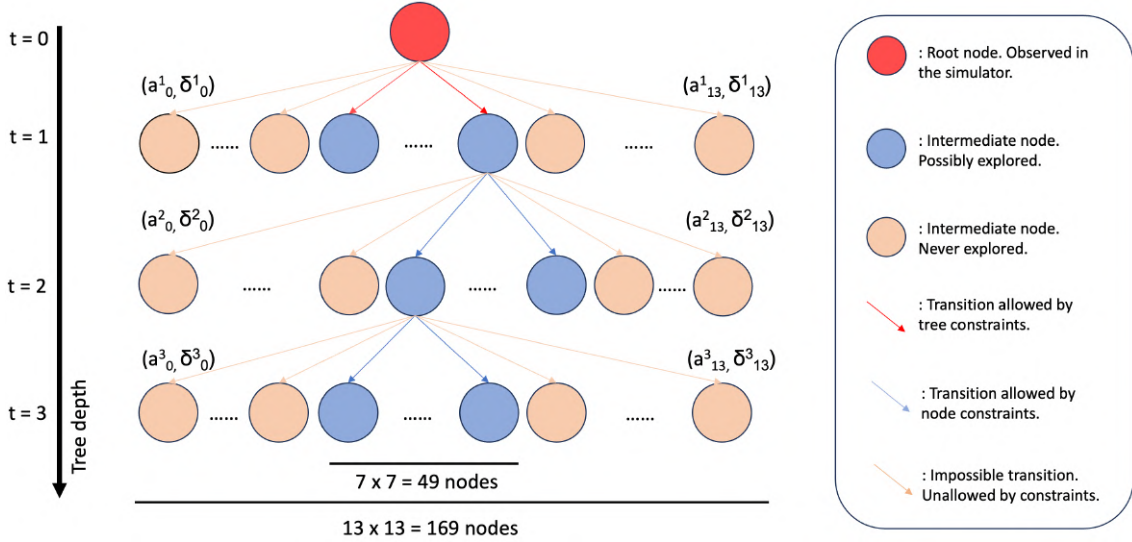 t = 0
(a¹₀, δ¹₀)
(a¹₁₃, δ¹₁₃)
t = 1
......
......
......
(a²₀, δ²₀)
(a²₁₃, δ²₁₃)
t = 2
......
......
......
(a³₀, δ³₀)
(a³₁₃, δ³₁₃)
t = 3
......
......
......
Tree depth
7 x 7 = 49 nodes
13 x 13 = 169 nodes
: Root node. Observed in
the simulator.
: Intermediate node.
Possibly explored.
: Intermediate node.
Never explored.
: Transition allowed by
tree constraints.
: Transition allowed by
node constraints.
: Impossible transition.
Unallowed by constraints.